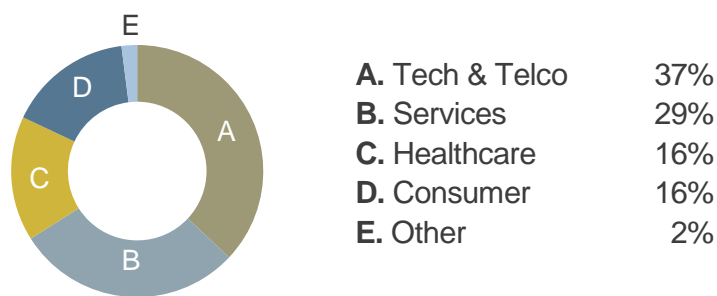 E
D
A
C
B
A. Tech & Telco 37%
B. Services 29%
C. Healthcare 16%
D. Consumer 16%
E. Other 2%